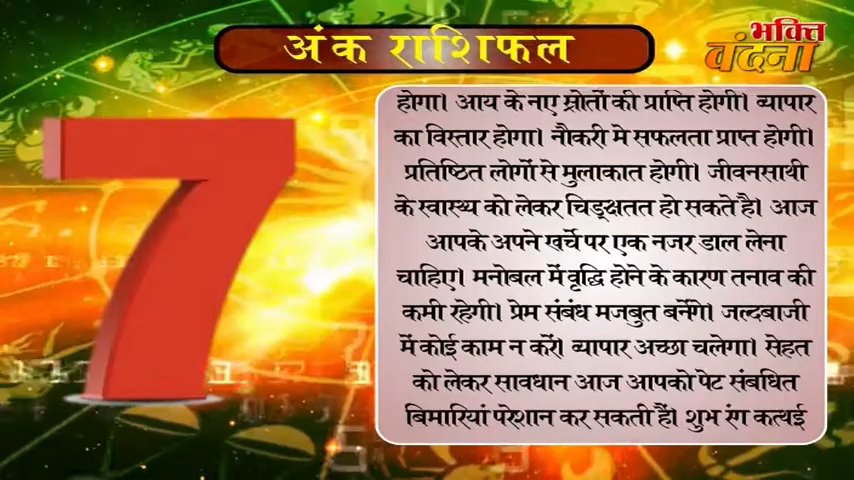 अंक राशिफल
भक्ति
वंदना
7
होगा। आय के नए स्रोतों की प्राप्ति होगी। व्यापार
का विस्तार होगा। नौकरी मे सफलता प्राप्त होगी।
प्रतिष्ठित लोगों से मुलाकात होगी। जीवनसाथी
के स्वास्थ्य को लेकर चिड्क्षतत हो सकते है। आज
आपके अपने खर्चे पर एक नजर डाल लेना
चाहिए। मनोबल में वृद्धि होने के कारण तनाव की
कमी रहेगी। प्रेम संबंध मजबुत बनेंगे। जल्दबाजी
में कोई काम न करें। व्यापार अच्छा चलेगा। सेहत
को लेकर सावधान आज आपको पेट संबधित
बिमारियां परेशान कर सकती हैं। शुभ रंग कत्थई